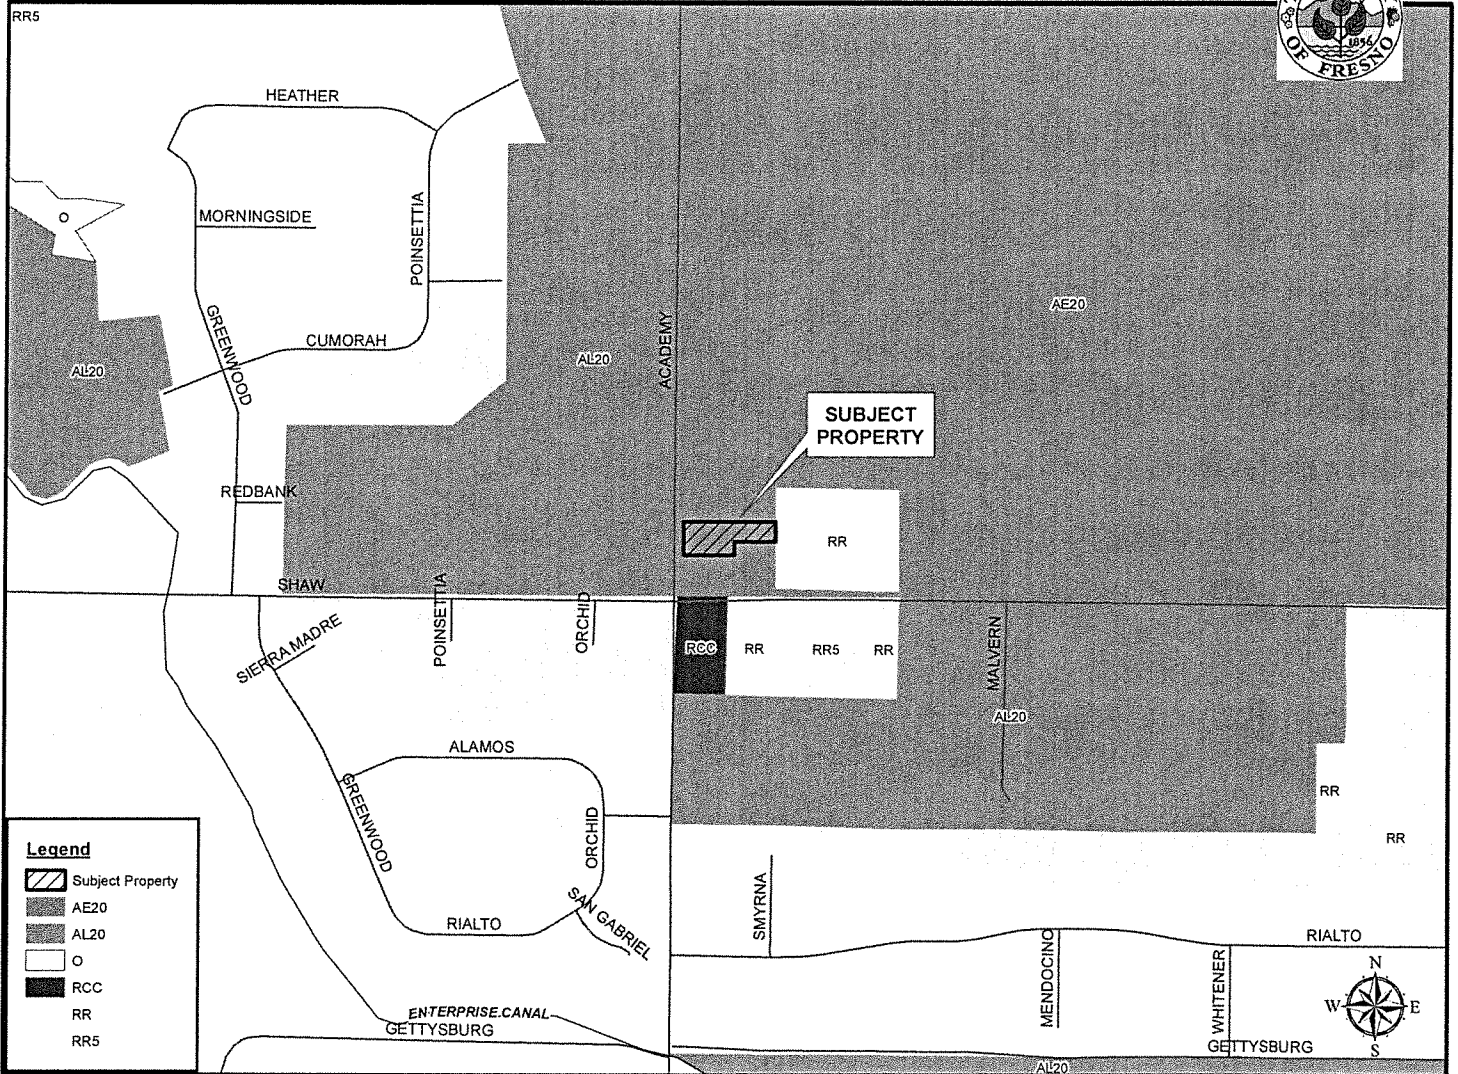 RR5
1856
OF FRESNO
HEATHER
O
MORNINGSIDE
POINSETTIA
GREENWOOD
CUMORAH
AL20
AL20
ACADEMY
AE20
SUBJECT
PROPERTY
REDBANK
RR
SHAW
SIERRA MADRE
POINSETTIA
ORCHID
RCC
RR
RR5
RR
MALVERN
AL20
ALAMOS
GREENWOOD
ORCHID
RR
RR
Legend
Subject Property
AE20
AL20
O
RCC
RR
RR5
RIALTO
SAN GABRIEL
SMYRNA
MENDOCINO
WHITENER
RIALTO
N
W
E
S
ENTERPRISE CANAL
GETTYSBURG
GETTYSBURG
AL20